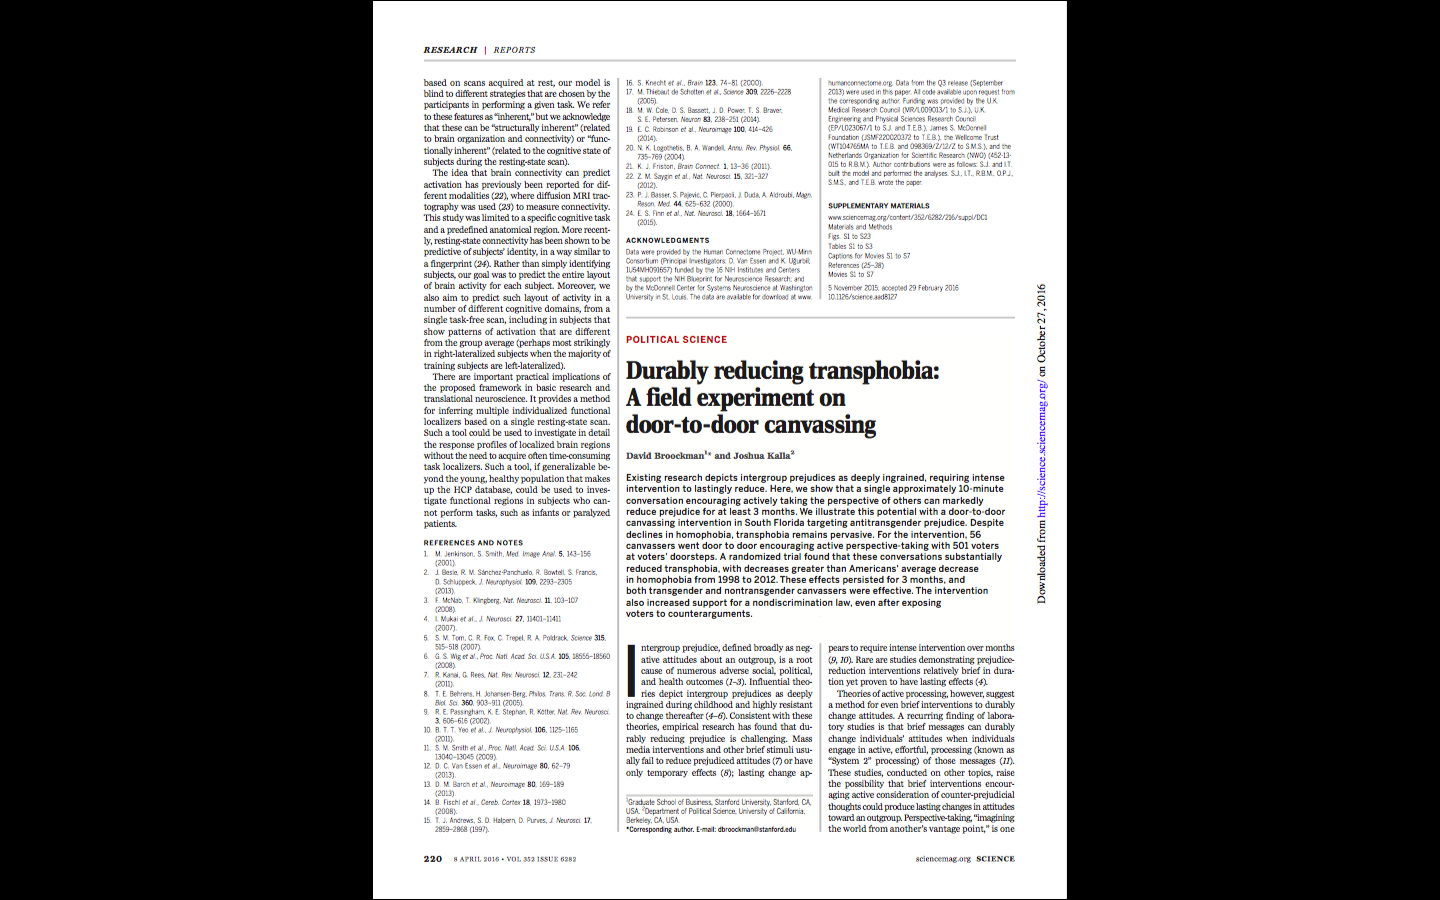 RESEARCH | REPORTS
based on scans acquired at rest, our model is
blind to different strategies that are chosen by the
participants in performing a given task. We refer
to these features as “inherent,” but we acknowledge
that these can be “structurally inherent” (related
to brain organization and connectivity) or “func-
tionally inherent” (related to the cognitive state of
subjects during the resting-state scan).
The idea that brain connectivity can predict
activation has previously been reported for dif-
ferent modalities (22), where diffusion MRI trac-
tography was used (23) to measure connectivity.
This study was limited to a specific cognitive task
and a predefined anatomical region. More recent-
ly, resting-state connectivity has been shown to be
predictive of subjects’ identity, in a way similar to
a fingerprint (24). Rather than simply identifying
subjects, our goal was to predict the entire layout
of brain activity for each subject. Moreover, we
also aim to predict such layout of activity in a
number of different cognitive domains, from a
single task-free scan, including in subjects that
show patterns of activation that are different
from the group average (perhaps most strikingly
in right-lateralized subjects when the majority of
training subjects are left-lateralized).
There are important practical implications of
the proposed framework in basic research and
translational neuroscience. It provides a method
for inferring multiple individualized functional
localizers based on a single resting-state scan.
Such a tool could be used to investigate in detail
the response profiles of localized brain regions
without the need to acquire often time-consuming
task localizers. Such a tool, if generalizable be-
yond the young, healthy population that makes
up the HCP database, could be used to inves-
tigate functional regions in subjects who can-
not perform tasks, such as infants or paralyzed
patients.
REFERENCES AND NOTES
1. M. Jenkinson, S. Smith, Med. Image Anal. 5, 143–156
(2001).
2. J. Besle, R. M. Sánchez-Panchuelo, R. Bowtell, S. Francis,
D. Schluppeck, J. Neurophysiol. 109, 2293–2305
(2013).
3. F. McNab, T. Klingberg, Nat. Neurosci. 11, 103–107
(2008).
4. I. Mukai et al., J. Neurosci. 27, 11401–11411
(2007).
5. S. M. Tom, C. R. Fox, C. Trepel, R. A. Poldrack, Science 315,
515–518 (2007).
6. G. S. Wig et al., Proc. Natl. Acad. Sci. U.S.A. 105, 18555–18560
(2008).
7. R. Kanai, G. Rees, Nat. Rev. Neurosci. 12, 231–242
(2011).
8. T. E. Behrens, H. Johansen-Berg, Philos. Trans. R. Soc. Lond. B
Biol. Sci. 360, 903–911 (2005).
9. R. E. Passingham, K. E. Stephan, R. Kötter, Nat. Rev. Neurosci.
3, 606–616 (2002).
10. B. T. T. Yeo et al., J. Neurophysiol. 106, 1125–1165
(2011).
11. S. M. Smith et al., Proc. Natl. Acad. Sci. U.S.A. 106,
13040–13045 (2009).
12. D. C. Van Essen et al., Neuroimage 80, 62–79
(2013).
13. D. M. Barch et al., Neuroimage 80, 169–189
(2013).
14. B. Fischl et al., Cereb. Cortex 18, 1973–1980
(2008).
15. T. J. Andrews, S. D. Halpern, D. Purves, J. Neurosci. 17,
2859–2868 (1997).
16. S. Knecht et al., Brain 123, 74–81 (2000).
17. M. Thiebaut de Schotten et al., Science 309, 2226–2228
(2005).
18. M. W. Cole, D. S. Bassett, J. D. Power, T. S. Braver,
S. E. Petersen, Neuron 83, 238–251 (2014).
19. E. C. Robinson et al., Neuroimage 100, 414–426
(2014).
20. N. K. Logothetis, B. A. Wandell, Annu. Rev. Physiol. 66,
735–769 (2004).
21. K. J. Friston, Brain Connect. 1, 13–36 (2011).
22. Z. M. Saygin et al., Nat. Neurosci. 15, 321–327
(2012).
23. P. J. Basser, S. Pajevic, C. Pierpaoli, J. Duda, A. Aldroubi, Magn.
Reson. Med. 44, 625–632 (2000).
24. E. S. Finn et al., Nat. Neurosci. 18, 1664–1671
(2015).
ACKNOWLEDGMENTS
Data were provided by the Human Connectome Project, WU-Minn
Consortium (Principal Investigators: D. Van Essen and K. Uğurbil;
1U54MH091657) funded by the 16 NIH Institutes and Centers
that support the NIH Blueprint for Neuroscience Research; and
by the McDonnell Center for Systems Neuroscience at Washington
University in St. Louis. The data are available for download at www.
humanconnectome.org. Data from the Q3 release (September
2013) were used in this paper. All code available upon request from
the corresponding author. Funding was provided by the U.K.
Medical Research Council (MR/L009013/1 to S.J.), U.K.
Engineering and Physical Sciences Research Council
(EP/L023067/1 to S.J. and T.E.B.), James S. McDonnell
Foundation (JSMF220020372 to T.E.B.), the Wellcome Trust
(WT104765MA to T.E.B. and 098369/Z/12/Z to S.M.S.), and the
Netherlands Organization for Scientific Research (NWO) (452-13-
015 to R.B.M.). Author contributions were as follows: S.J. and I.T.
built the model and performed the analyses. S.J., I.T., R.B.M., O.P.J.,
S.M.S., and T.E.B. wrote the paper.
SUPPLEMENTARY MATERIALS
www.sciencemag.org/content/352/6282/216/suppl/DC1
Materials and Methods
Figs. S1 to S23
Tables S1 to S3
Captions for Movies S1 to S7
References (25–38)
Movies S1 to S7
5 November 2015; accepted 29 February 2016
10.1126/science.aad8127
POLITICAL SCIENCE
Durably reducing transphobia:
A field experiment on
door-to-door canvassing
David Broockman1* and Joshua Kalla2
Existing research depicts intergroup prejudices as deeply ingrained, requiring intense
intervention to lastingly reduce. Here, we show that a single approximately 10-minute
conversation encouraging actively taking the perspective of others can markedly
reduce prejudice for at least 3 months. We illustrate this potential with a door-to-door
canvassing intervention in South Florida targeting antitransgender prejudice. Despite
declines in homophobia, transphobia remains pervasive. For the intervention, 56
canvassers went door to door encouraging active perspective-taking with 501 voters
at voters’ doorsteps. A randomized trial found that these conversations substantially
reduced transphobia, with decreases greater than Americans’ average decrease
in homophobia from 1998 to 2012. These effects persisted for 3 months, and
both transgender and nontransgender canvassers were effective. The intervention
also increased support for a nondiscrimination law, even after exposing
voters to counterarguments.
Intergroup prejudice, defined broadly as neg-
ative attitudes about an outgroup, is a root
cause of numerous adverse social, political,
and health outcomes (1–3). Influential theo-
ries depict intergroup prejudices as deeply
ingrained during childhood and highly resistant
to change thereafter (4–6). Consistent with these
theories, empirical research has found that du-
rably reducing prejudice is challenging. Mass
media interventions and other brief stimuli usu-
ally fail to reduce prejudiced attitudes (7) or have
only temporary effects (8); lasting change ap-
1Graduate School of Business, Stanford University, Stanford, CA,
USA. 2Department of Political Science, University of California,
Berkeley, CA, USA.
*Corresponding author. E-mail: dbroockman@stanford.edu
pears to require intense intervention over months
(9, 10). Rare are studies demonstrating prejudice-
reduction interventions relatively brief in dura-
tion yet proven to have lasting effects (4).
Theories of active processing, however, suggest
a method for even brief interventions to durably
change attitudes. A recurring finding of labora-
tory studies is that brief messages can durably
change individuals’ attitudes when individuals
engage in active, effortful, processing (known as
“System 2” processing) of those messages (11).
These studies, conducted on other topics, raise
the possibility that brief interventions encour-
aging active consideration of counter-prejudicial
thoughts could produce lasting changes in attitudes
toward an outgroup. Perspective-taking, “imagining
the world from another’s vantage point,” is one
220 8 APRIL 2016 • VOL 352 ISSUE 6282
sciencemag.org SCIENCE
Downloaded from http://science.sciencemag.org/ on October 27, 2016